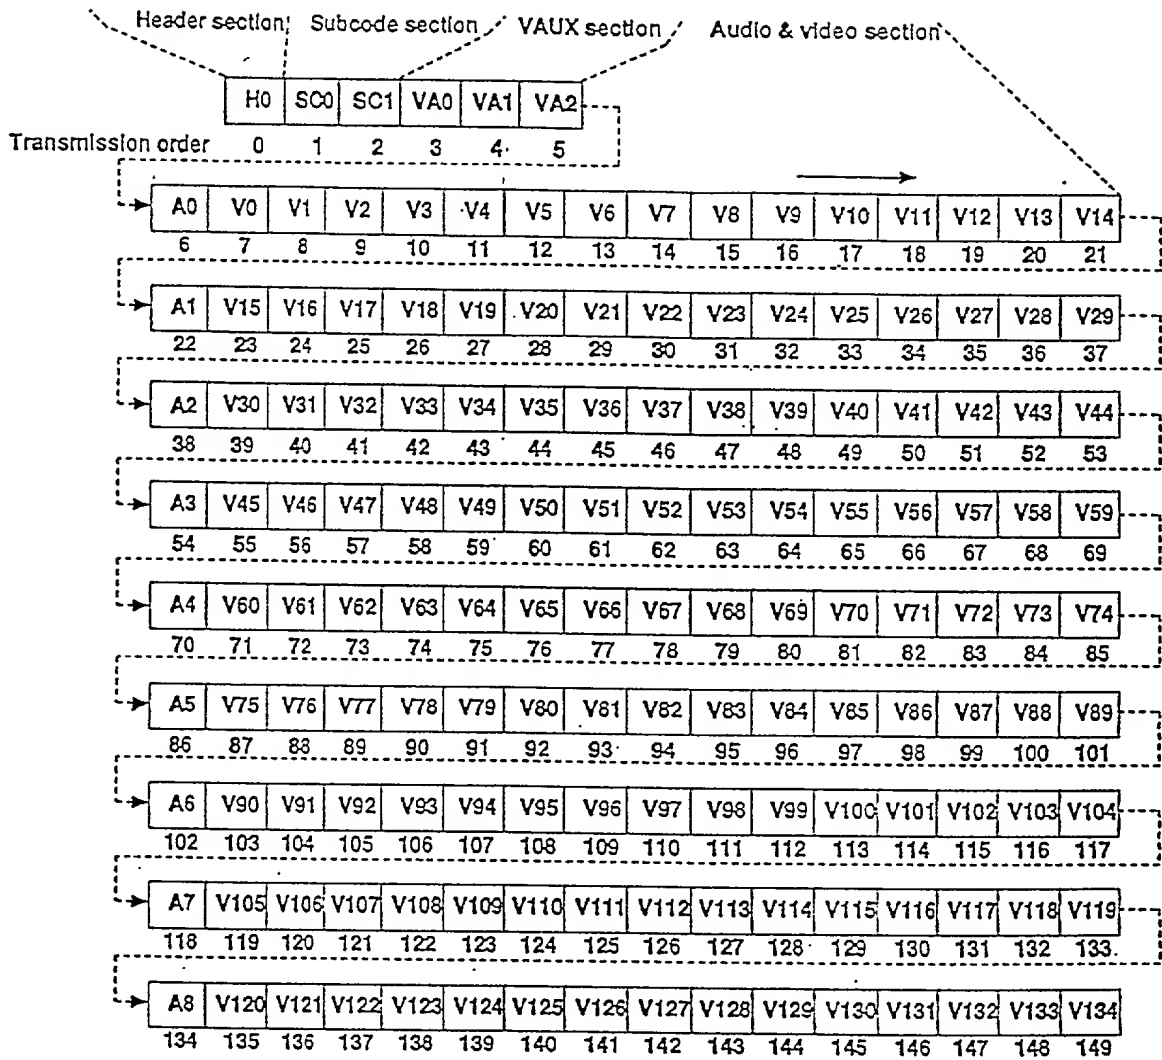 Header section Subcode section VAUX section Audio & video section
H0 SC0 SC1 VA0 VA1 VA2
Transmission order 0 1 2 3 4 5
A0 V0 V1 V2 V3 V4 V5 V6 V7 V8 V9 V10 V11 V12 V13 V14
6 7 8 9 10 11 12 13 14 15 16 17 18 19 20 21
A1 V15 V16 V17 V18 V19 V20 V21 V22 V23 V24 V25 V26 V27 V28 V29
22 23 24 25 26 27 28 29 30 31 32 33 34 35 36 37
A2 V30 V31 V32 V33 V34 V35 V36 V37 V38 V39 V40 V41 V42 V43 V44
38 39 40 41 42 43 44 45 46 47 48 49 50 51 52 53
A3 V45 V46 V47 V48 V49 V50 V51 V52 V53 V54 V55 V56 V57 V58 V59
54 55 56 57 58 59 60 61 62 63 64 65 66 67 68 69
A4 V60 V61 V62 V63 V64 V65 V66 V67 V68 V69 V70 V71 V72 V73 V74
70 71 72 73 74 75 76 77 78 79 80 81 82 83 84 85
A5 V75 V76 V77 V78 V79 V80 V81 V82 V83 V84 V85 V86 V87 V88 V89
86 87 88 89 90 91 92 93 94 95 96 97 98 99 100 101
A6 V90 V91 V92 V93 V94 V95 V96 V97 V98 V99 V100 V101 V102 V103 V104
102 103 104 105 106 107 108 109 110 111 112 113 114 115 116 117
A7 V105 V106 V107 V108 V109 V110 V111 V112 V113 V114 V115 V116 V117 V118 V119
118 119 120 121 122 123 124 125 126 127 128 129 130 131 132 133
A8 V120 V121 V122 V123 V124 V125 V126 V127 V128 V129 V130 V131 V132 V133 V134
134 135 136 137 138 139 140 141 142 143 144 145 146 147 148 149